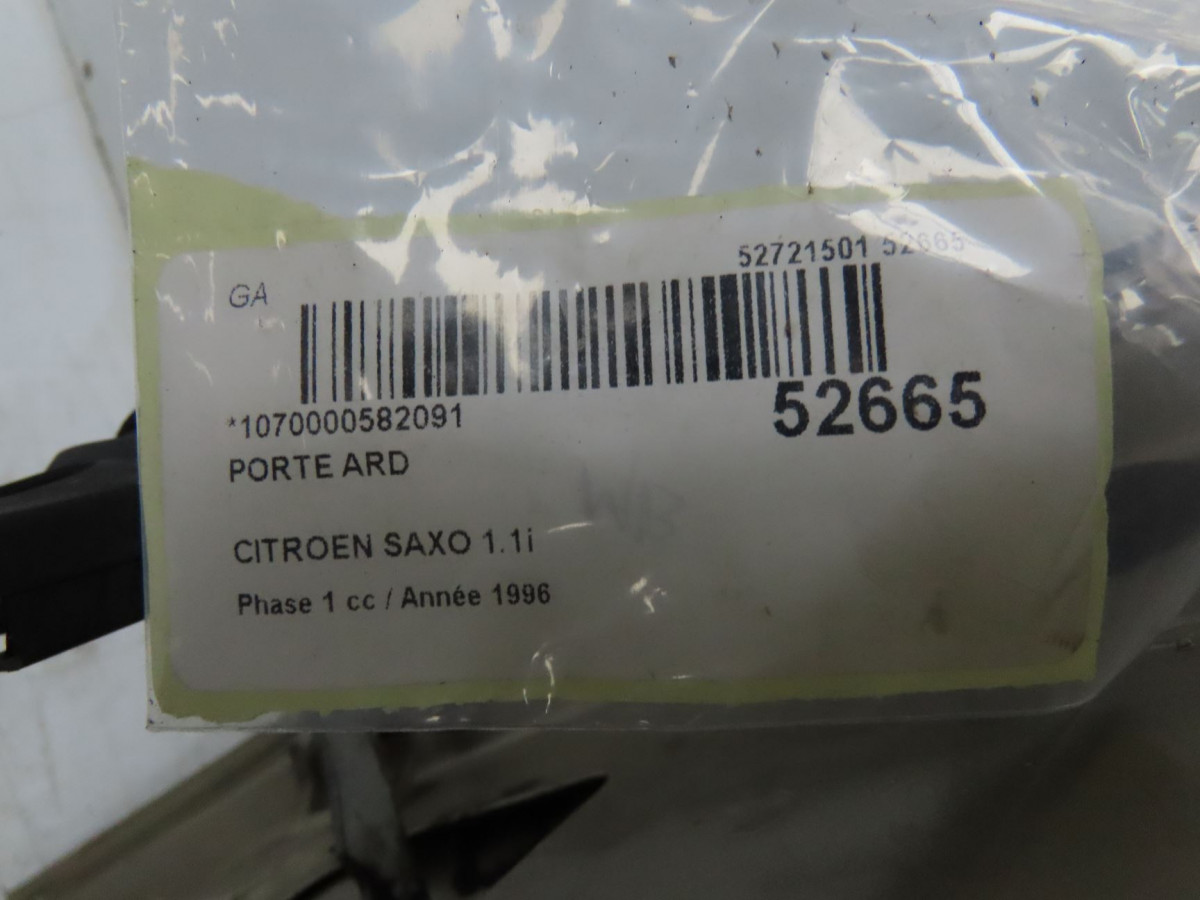 52721501 52665
GA
*1070000582091
52665
PORTE ARD
CITROEN SAXO 1.1i
Phase 1 cc / Année 1996